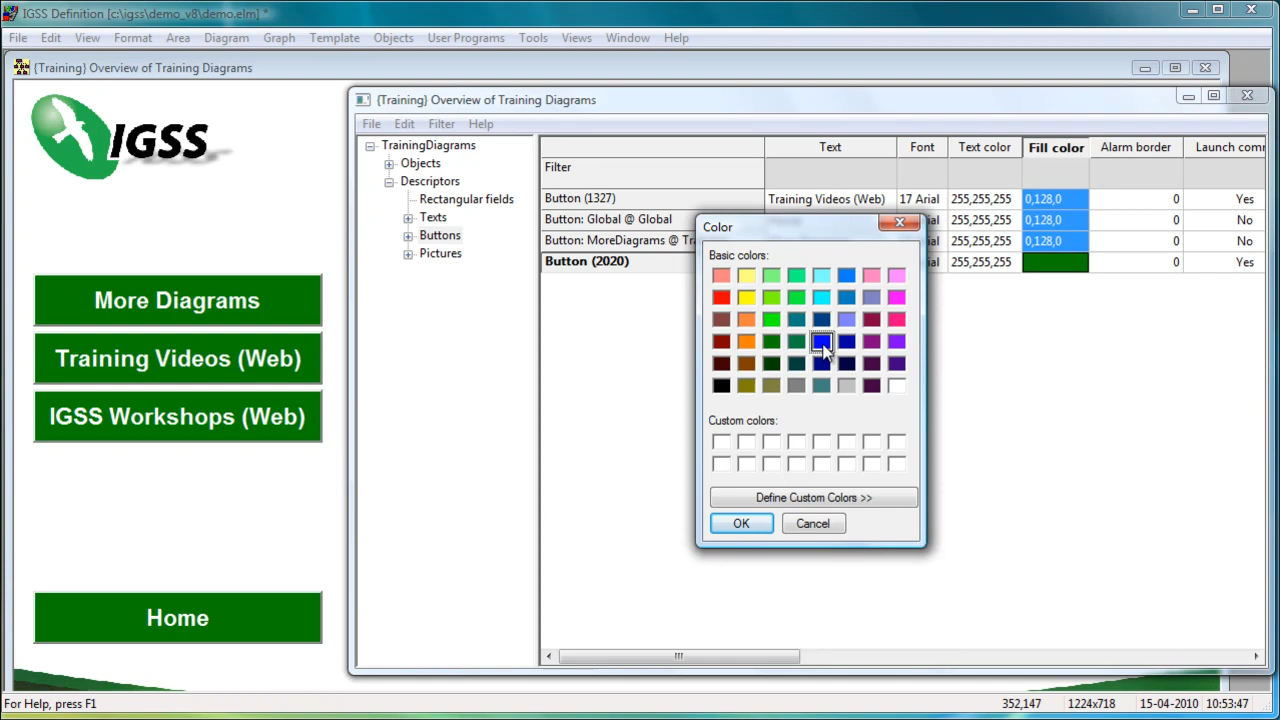 IGSS Definition [c:\igss\demo_v8\demo.elm] *
File Edit View Format Area Diagram Graph Template Objects User Programs Tools Views Window Help
{Training} Overview of Training Diagrams
IGSS
More Diagrams
Training Videos (Web)
IGSS Workshops (Web)
Home
{Training} Overview of Training Diagrams
File Edit Filter Help
TrainingDiagrams
Objects
Descriptors
Rectangular fields
Texts
Buttons
Pictures
Text Font Text color Fill color Alarm border Launch comr
Filter
Button (1327) Training Videos (Web) 17 Arial 255,255,255 0,128,0 0 Yes
Button: Global @ Global 255,255,255 0,128,0 0 No
Button: MoreDiagrams @ Tra 255,255,255 0,128,0 0 No
Button (2020) 255,255,255 0 Yes
Color
Basic colors:
Custom colors:
Define Custom Colors >>
OK Cancel
For Help, press F1 352,147 1224x718 15-04-2010 10:53:47